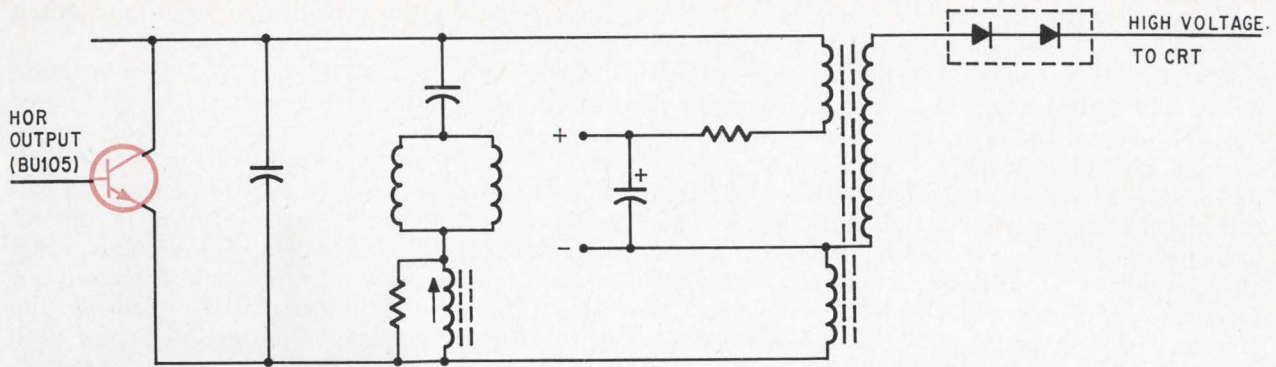 HOR
OUTPUT
(BU105)
+
+
-
HIGH VOLTAGE.
TO CRT